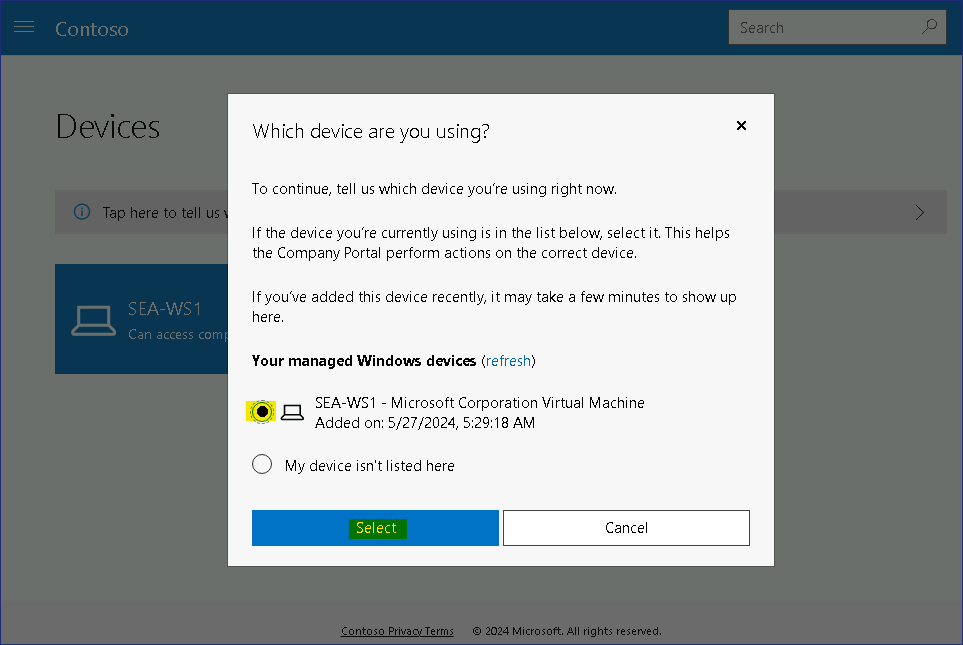 Contoso
Search
Devices
Tap here to tell us
SEA-WS1
Can access
Which device are you using?
To continue, tell us which device you're using right now.
If the device you're currently using is in the list below, select it. This helps
the Company Portal perform actions on the correct device.
If you've added this device recently, it may take a few minutes to show up
here.
Your managed Windows devices (refresh)
SEA-WS1 - Microsoft Corporation Virtual Machine
Added on: 5/27/2024, 5:29:18 AM
My device isn't listed here
Select
Cancel
Contoso Privacy Terms © 2024 Microsoft. All rights reserved.